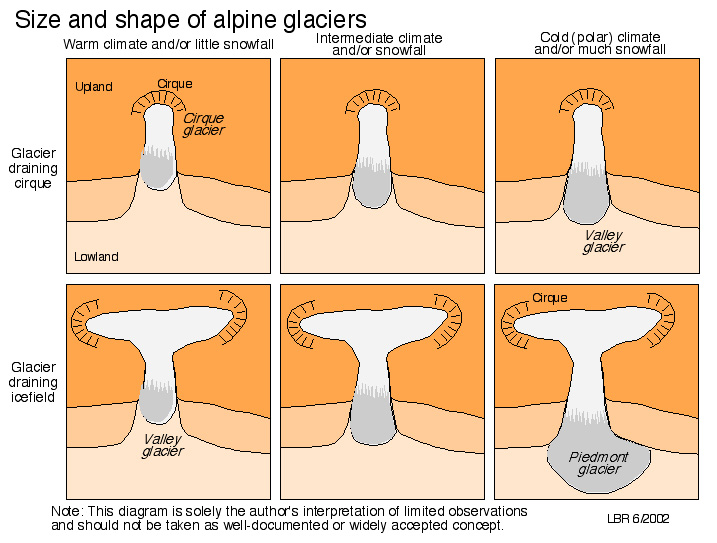 Size and shape of alpine glaciers
Warm climate and/or little snowfall
Intermediate climate
and/or snowfall
Cold (polar) climate
and/or much snowfall
Glacier
draining
cirque
Upland
Cirque
Cirque
glacier
Lowland
Valley
glacier
Glacier
draining
icefield
Valley
glacier
Cirque
Piedmont
glacier
Note: This diagram is solely the author's interpretation of limited observations
and should not be taken as well-documented or widely accepted concept.
LBR 6/2002